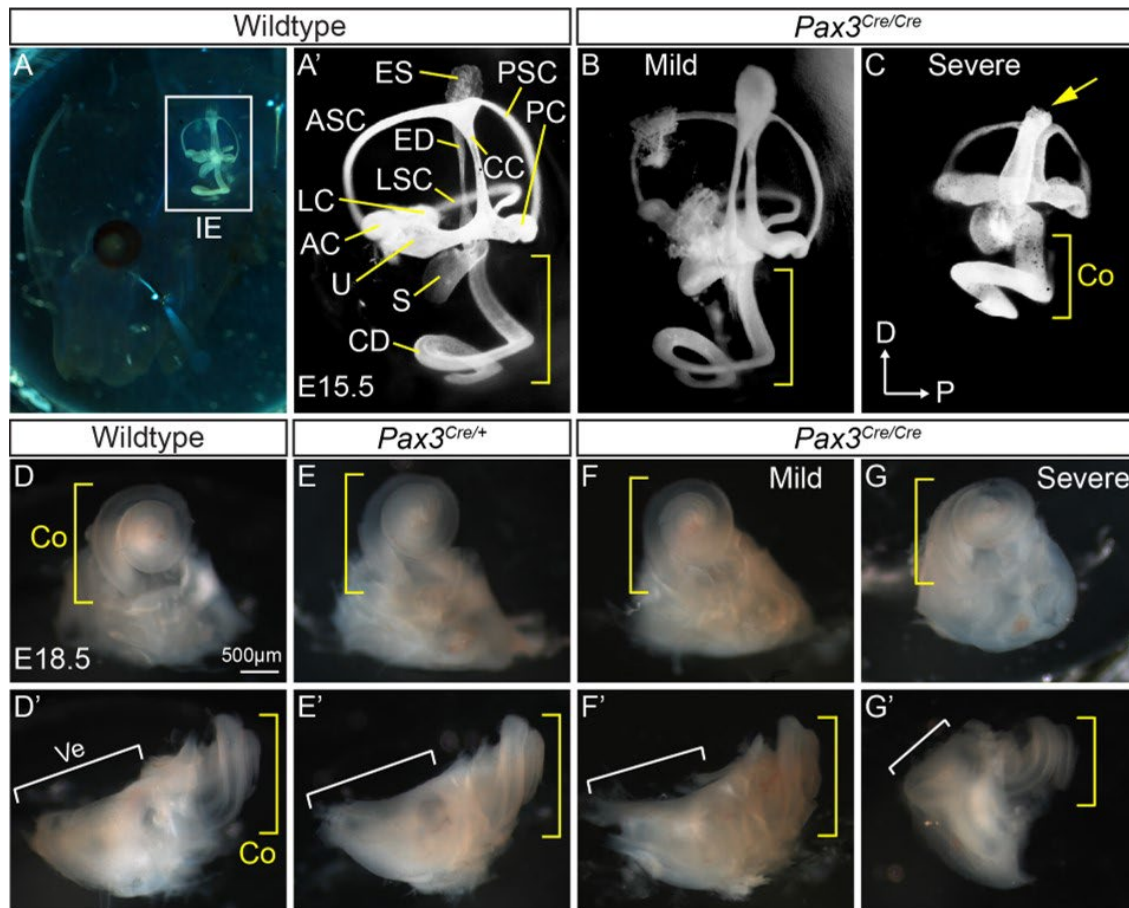 Wildtype
Pax3Cre/Cre
A
IE
A'
ES
PSC
PC
ASC
ED
CC
LSC
LC
AC
U
S
CD
E15.5
B
Mild
C
Severe
Co
D
P
Wildtype
Pax3Cre/+
Pax3Cre/Cre
D
Co
E18.5
500µm
E
F
Mild
G
Severe
D'
Ve
Co
E'
F'
G'